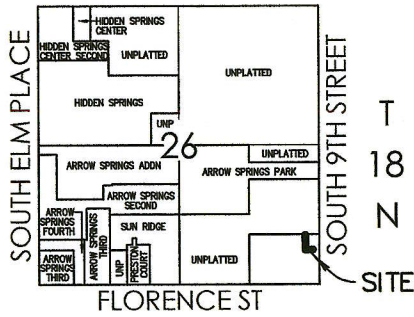 HIDDEN SPRINGS
CENTER
HIDDEN SPRINGS
CENTER SECOND
UNPLATTED
UNPLATTED
HIDDEN SPRINGS
UNP
26
SOUTH ELM PLACE
SOUTH 9TH STREET
T
18
N
ARROW SPRINGS ADDN
UNPLATTED
ARROW SPRINGS PARK
ARROW SPRINGS
SECOND
ARROW
SPRINGS
FOURTH
ARROW SPRINGS
THIRD
SUN RIDGE
ARROW
SPRINGS
THIRD
UNP
PRESTON
COURT
UNPLATTED
SITE
FLORENCE ST